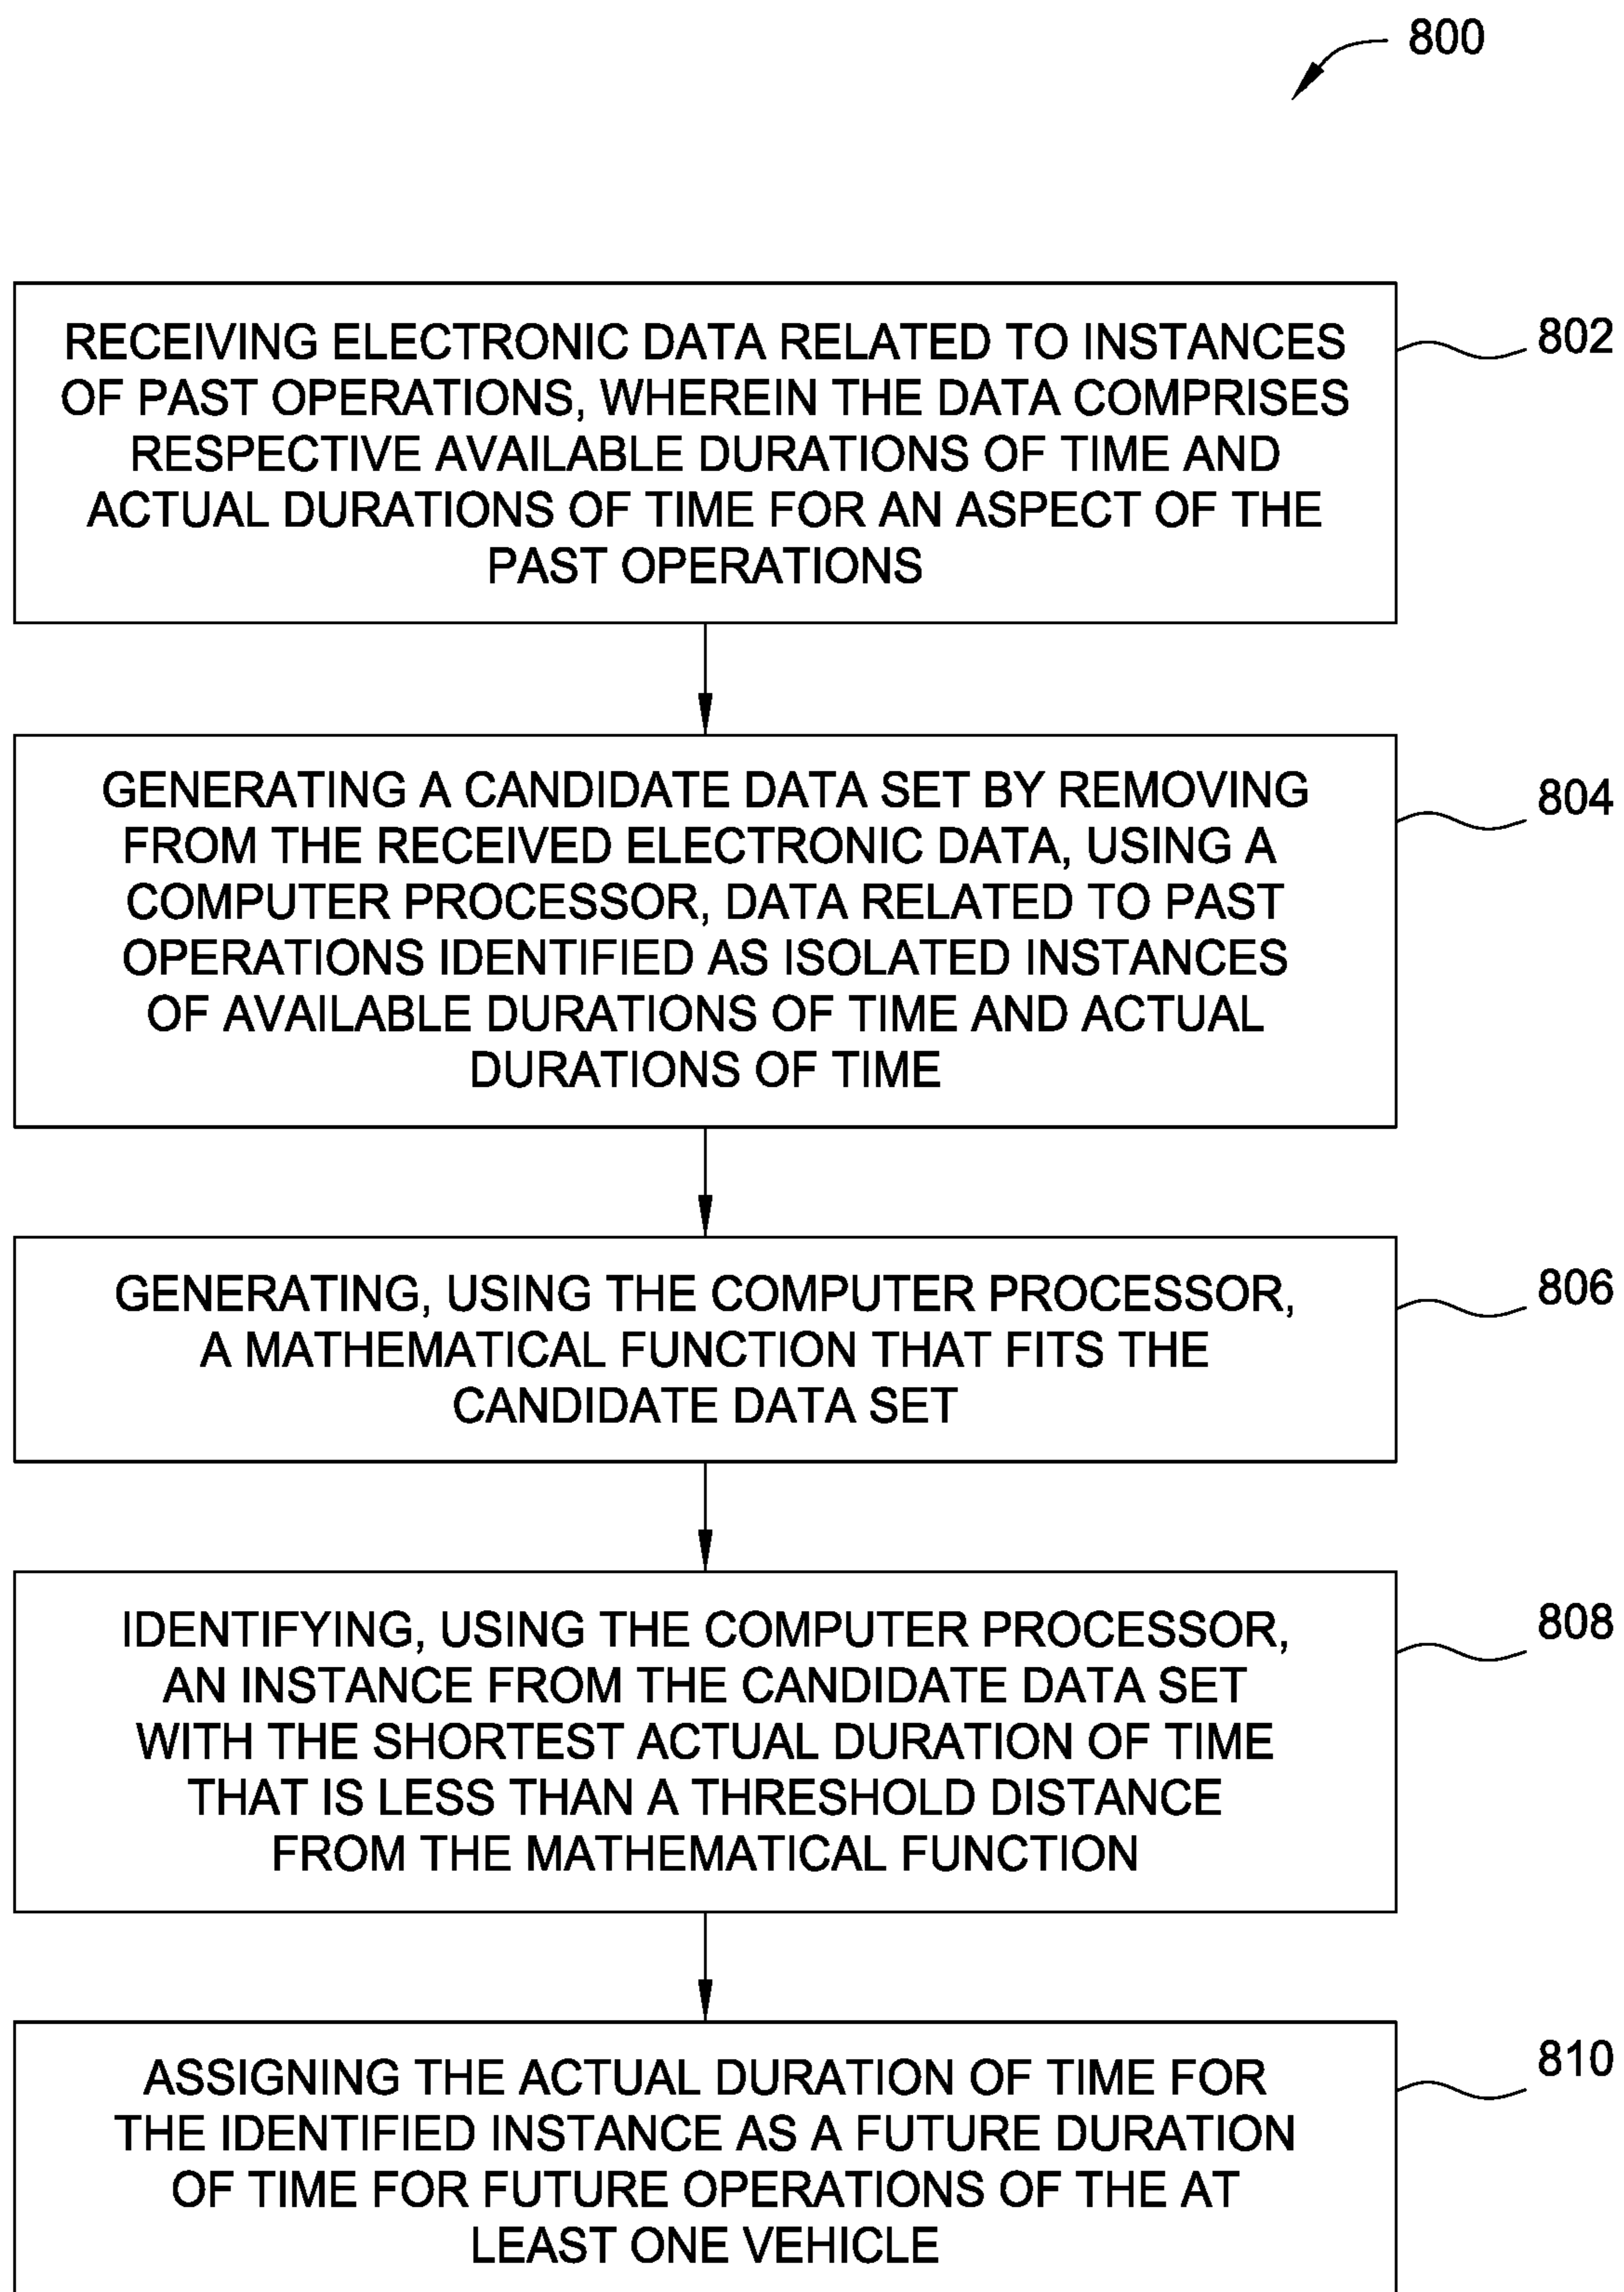 800
RECEIVING ELECTRONIC DATA RELATED TO INSTANCES
OF PAST OPERATIONS, WHEREIN THE DATA COMPRISES
RESPECTIVE AVAILABLE DURATIONS OF TIME AND
ACTUAL DURATIONS OF TIME FOR AN ASPECT OF THE
PAST OPERATIONS
802
GENERATING A CANDIDATE DATA SET BY REMOVING
FROM THE RECEIVED ELECTRONIC DATA, USING A
COMPUTER PROCESSOR, DATA RELATED TO PAST
OPERATIONS IDENTIFIED AS ISOLATED INSTANCES
OF AVAILABLE DURATIONS OF TIME AND ACTUAL
DURATIONS OF TIME
804
GENERATING, USING THE COMPUTER PROCESSOR,
A MATHEMATICAL FUNCTION THAT FITS THE
CANDIDATE DATA SET
806
IDENTIFYING, USING THE COMPUTER PROCESSOR,
AN INSTANCE FROM THE CANDIDATE DATA SET
WITH THE SHORTEST ACTUAL DURATION OF TIME
THAT IS LESS THAN A THRESHOLD DISTANCE
FROM THE MATHEMATICAL FUNCTION
808
ASSIGNING THE ACTUAL DURATION OF TIME FOR
THE IDENTIFIED INSTANCE AS A FUTURE DURATION
OF TIME FOR FUTURE OPERATIONS OF THE AT
LEAST ONE VEHICLE
810